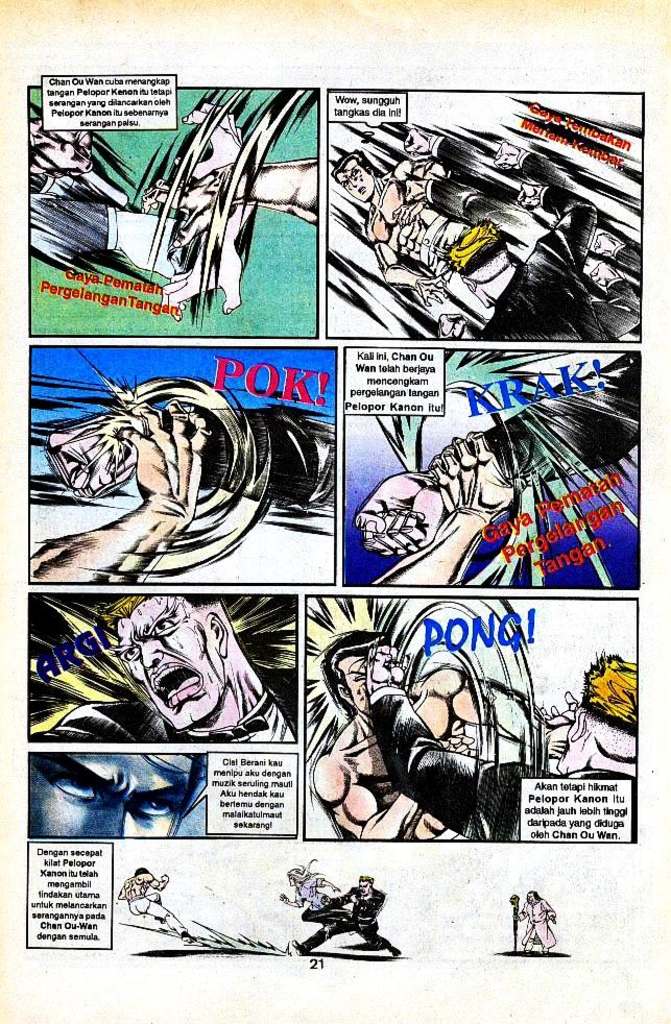 Chan Ou Wan cuba menangkap
tangan Pelopor Kenon itu tetapi
serangan yang dilancarkan oleh
Pelopor Kanon itu sebenarnya
serangan palsu.
Gaya Pematah
Pergelangan Tangan
Wow, sungguh
tangkas dia ini!
Gaya Tembakan
Meriam Kembar
POK!
Kali ini, Chan Ou
Wan telah berjaya
mencengkam
pergelangan tangan
Pelopor Kanon itu!
KRAK!
Gaya Pematah
Pergelangan
Tangan.
ARG!
PONG!
Akan tetapi hikmat
Pelopor Kanon itu
adalah jauh lebih tinggi
daripada yang diduga
oleh Chan Ou Wan.
Cis! Berani kau
menipu aku dengan
muzik seruling maut!
Aku hendak kau
bertemu dengan
malaikatulmaut
sekarang!
Dengan secepat
kilat Pelopor
Kanon itu telah
mengambil
tindakan utama
untuk melancarkan
serangannya pada
Chan Ou-Wan
dengan semula.
21